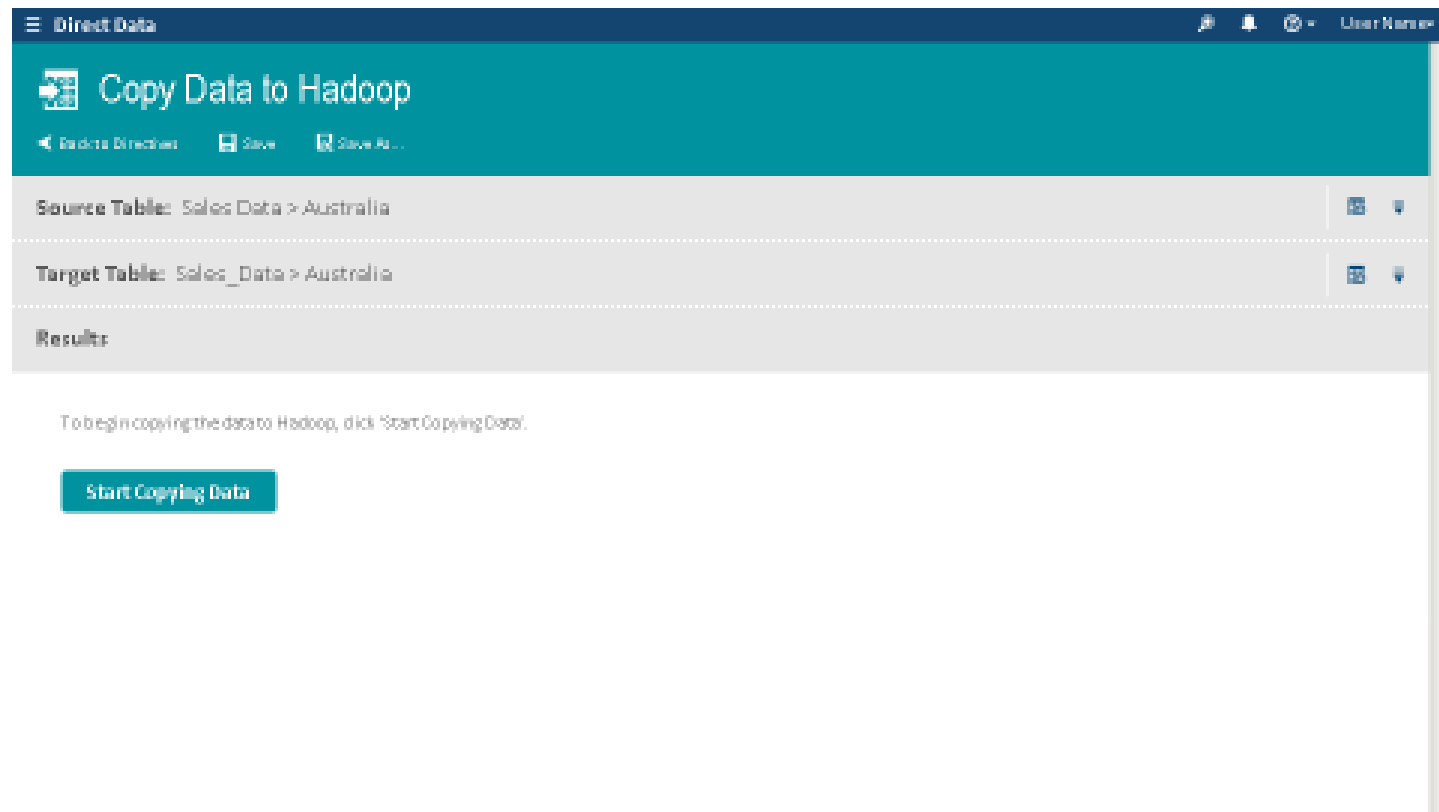 Direct Data User Name
Copy Data to Hadoop
Back to Directives Save Save As...
Source Table: Sales Data > Australia
Target Table: Sales_Data > Australia
Results
To begin copying the data to Hadoop, click 'Start Copying Data'.
Start Copying Data